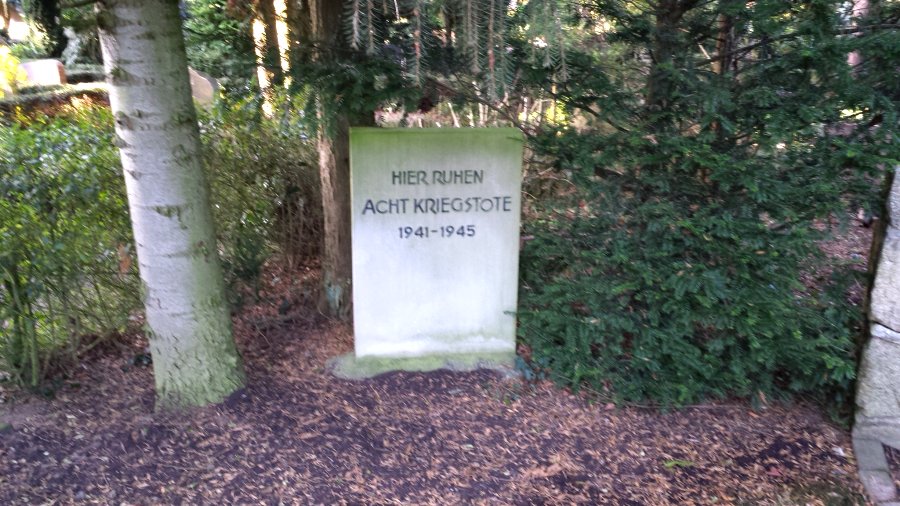 HIER RUHEN
ACHT KRIEGSTOTE
1941-1945